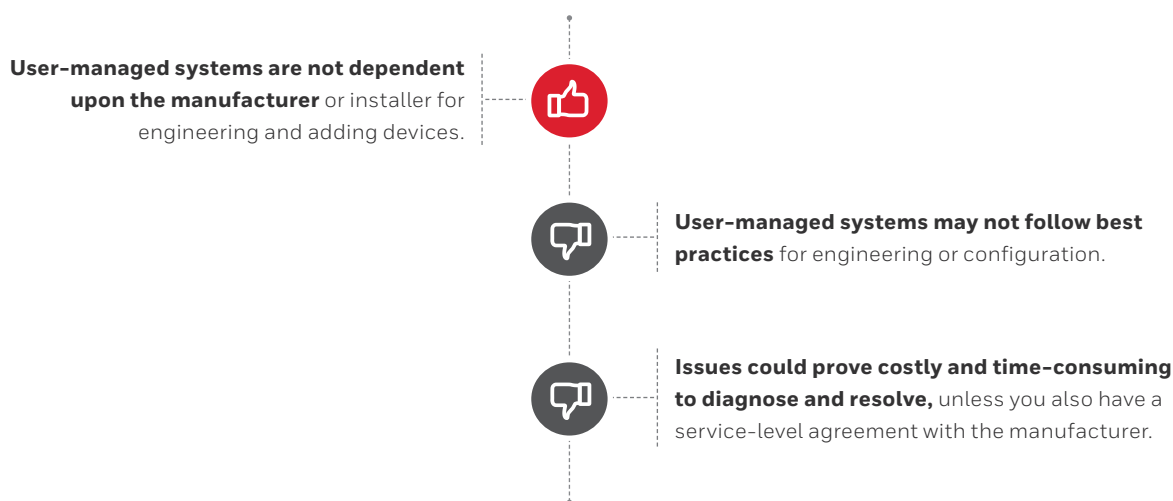 User-managed systems are not dependent
upon the manufacturer or installer for
engineering and adding devices.
User-managed systems may not follow best
practices for engineering or configuration.
Issues could prove costly and time-consuming
to diagnose and resolve, unless you also have a
service-level agreement with the manufacturer.